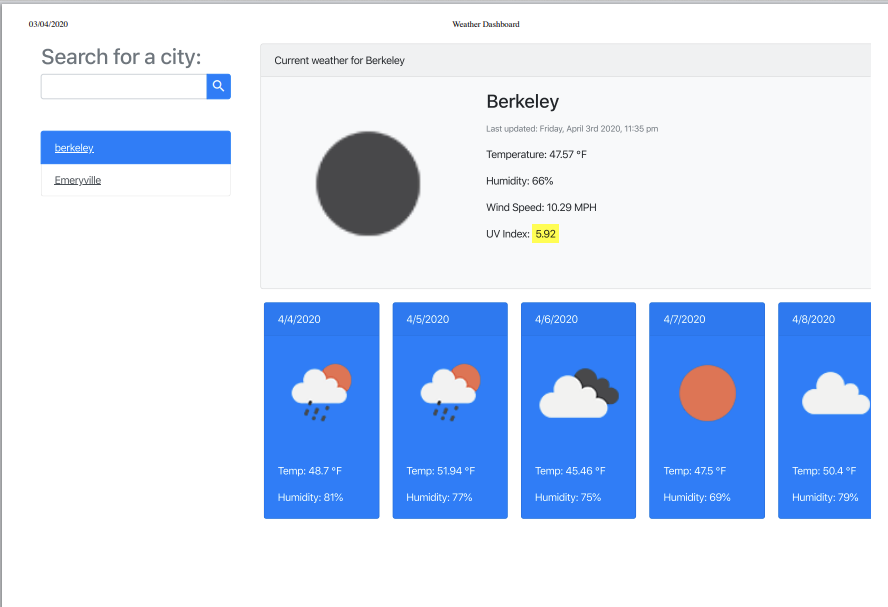 03/04/2020
Weather Dashboard
Search for a city:
berkeley
Emeryville
Current weather for Berkeley
Berkeley
Last updated: Friday, April 3rd 2020, 11:35 pm
Temperature: 47.57 °F
Humidity: 66%
Wind Speed: 10.29 MPH
UV Index: 5.92
4/4/2020
Temp: 48.7 °F
Humidity: 81%
4/5/2020
Temp: 51.94 °F
Humidity: 77%
4/6/2020
Temp: 45.46 °F
Humidity: 75%
4/7/2020
Temp: 47.5 °F
Humidity: 69%
4/8/2020
Temp: 50.4 °F
Humidity: 79%